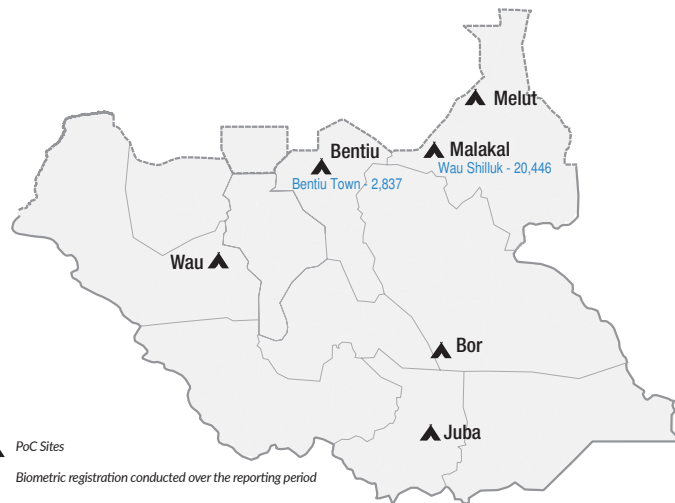 Melut
Bentiu
Malakal
Wau Shilluk - 20,446
Bentiu Town - 2,837
Wau
Bor
Juba
PoC Sites
Biometric registration conducted over the reporting period